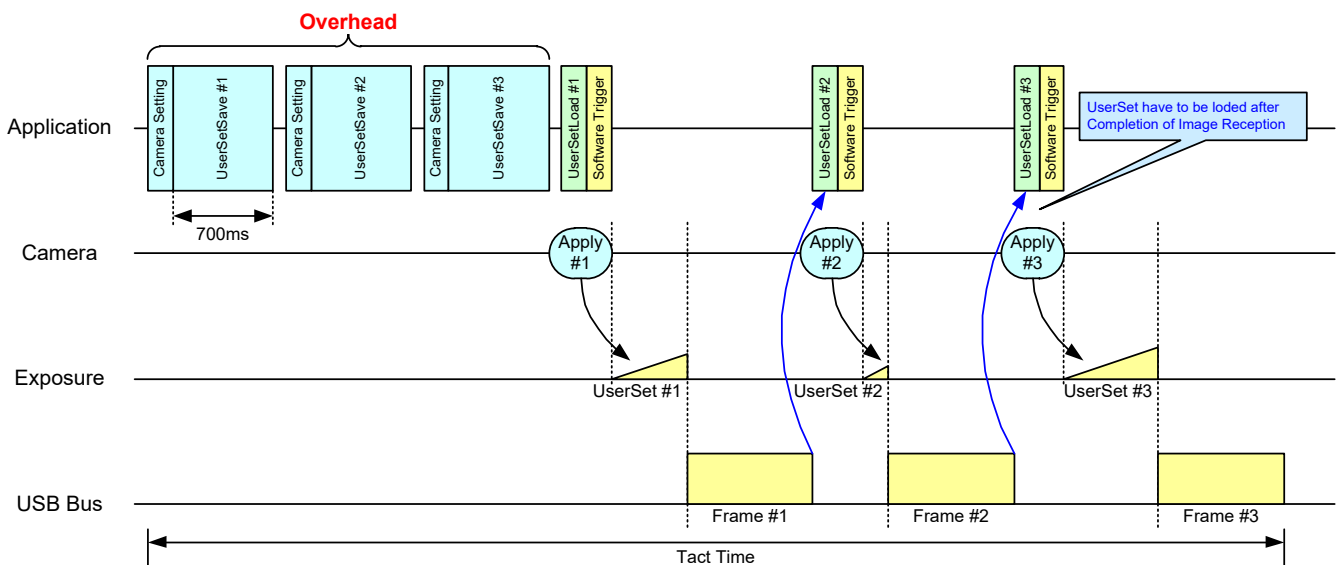 Overhead
Camera Setting
UserSetSave #1
Camera Setting
UserSetSave #2
Camera Setting
UserSetSave #3
UserSetLoad #1
Software Trigger
UserSetLoad #2
Software Trigger
UserSetLoad #3
Software Trigger
UserSet have to be loded after
Completion of Image Reception
Application
700ms
Camera
Apply
#1
Apply
#2
Apply
#3
Exposure
UserSet #1
UserSet #2
UserSet #3
USB Bus
Frame #1
Frame #2
Frame #3
Tact Time